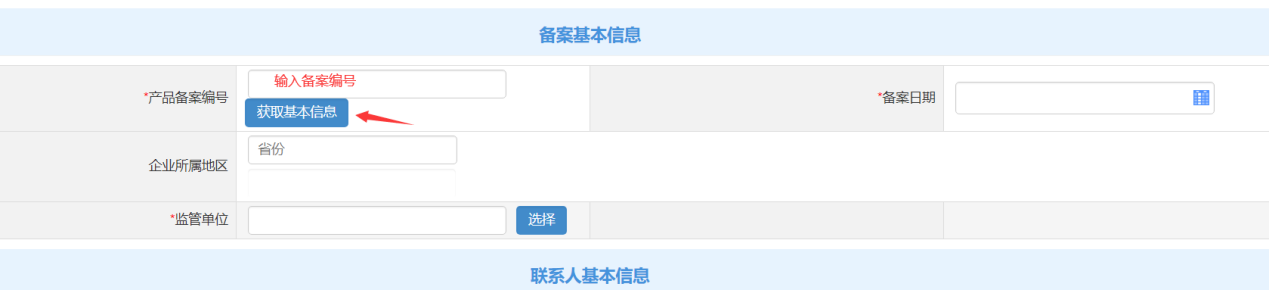 备案基本信息
*产品备案编号
输入备案编号
获取基本信息
*备案日期
企业所属地区
省份
*监管单位
选择
联系人基本信息